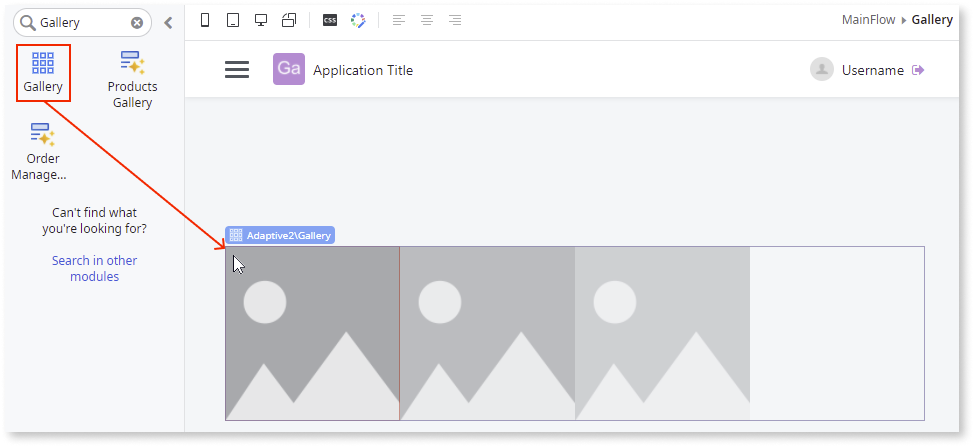 Gallery
CSS
MainFlow Gallery
Gallery
Products
Gallery
Order
Manage...
Can't find what
you're looking for?
Search in other
modules
Ga Application Title
Username
Adaptive2\Gallery